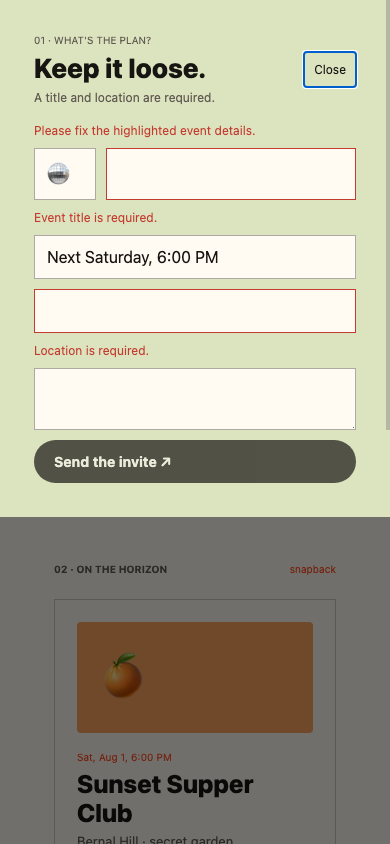 01 · WHAT'S THE PLAN?
Keep it loose.
Close
A title and location are required.
Please fix the highlighted event details.
Event title is required.
Next Saturday, 6:00 PM
Location is required.
Send the invite ↗
02 · ON THE HORIZON
snapback
Sat, Aug 1, 6:00 PM
Sunset Supper
Club
Bernal Hill · secret garden